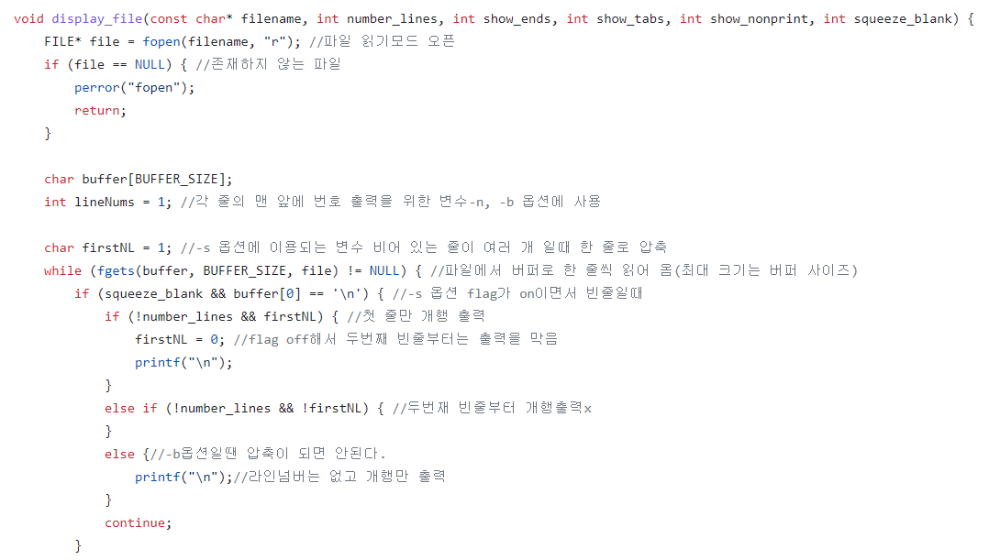 void display_file(const char* filename, int number_lines, int show_ends, int show_tabs, int show_nonprint, int squeeze_blank) {
    FILE* file = fopen(filename, "r"); //파일 읽기모드 오픈
    if (file == NULL) { //존재하지 않는 파일
        perror("fopen");
        return;
    }

    char buffer[BUFFER_SIZE];
    int lineNums = 1; //각 줄의 맨 앞에 번호 출력을 위한 변수-n, -b 옵션에 사용

    char firstNL = 1; //-s 옵션에 이용되는 변수 비어 있는 줄이 여러 개 일때 한 줄로 압축
    while (fgets(buffer, BUFFER_SIZE, file) != NULL) { //파일에서 버퍼로 한 줄씩 읽어 옴(최대 크기는 버퍼 사이즈)
        if (squeeze_blank && buffer[0] == '\n') { //-s 옵션 flag가 on이면서 빈줄일때
            if (!number_lines && firstNL) { //첫 줄만 개행 출력
                firstNL = 0; //flag off해서 두번째 빈줄부터는 출력을 막음
                printf("\n");
            }
            else if (!number_lines && !firstNL) { //두번재 빈줄부터 개행출력x
            }
            else {//-b옵션일땐 압축이 되면 안된다.
                printf("\n");//라인넘버는 없고 개행만 출력
            }
            continue;
        }